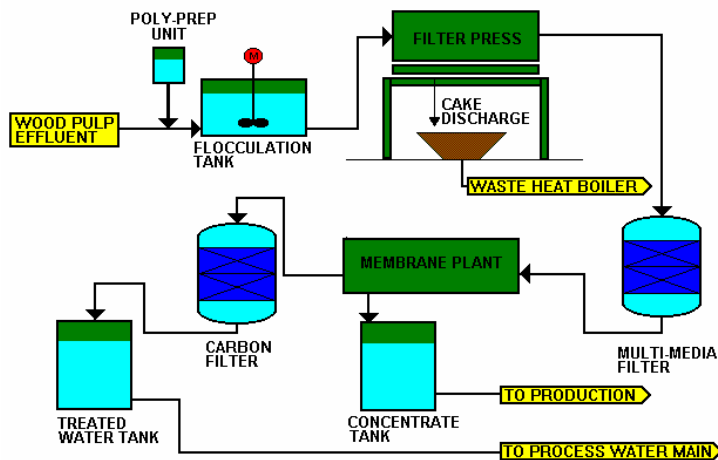 POLY-PREP
UNIT
M
FILTER PRESS
WOOD PULP
EFFLUENT
FLOCCULATION
TANK
CAKE
DISCHARGE
WASTE HEAT BOILER
MEMBRANE PLANT
CARBON
FILTER
MULTI-MEDIA
FILTER
TREATED
WATER TANK
CONCENTRATE
TANK
TO PRODUCTION
TO PROCESS WATER MAIN